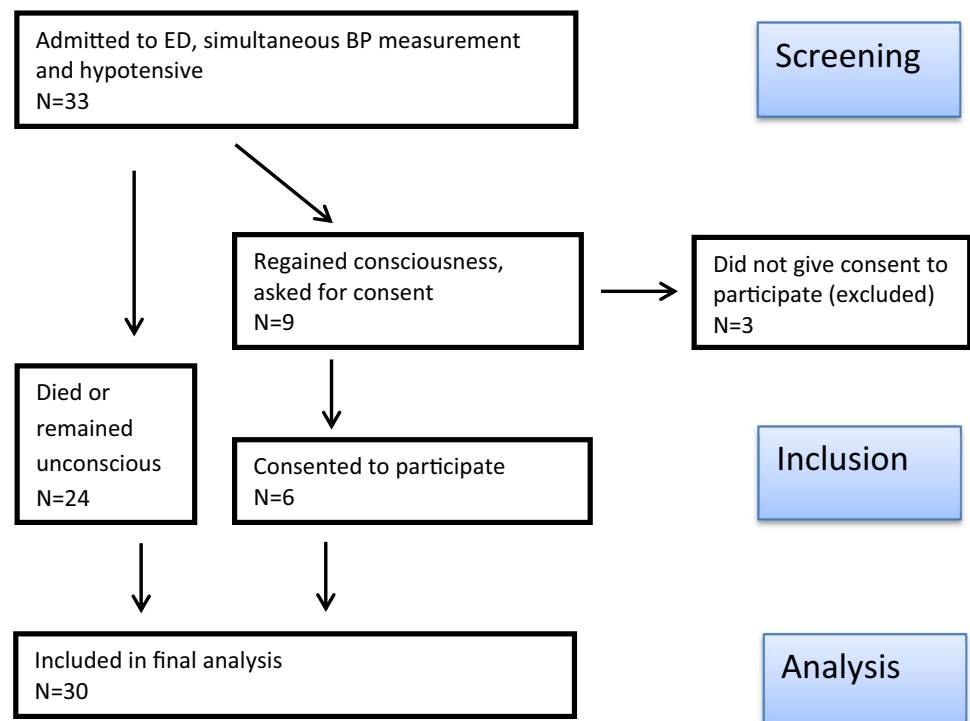 Admitted to ED, simultaneous BP measurement
and hypotensive
N=33
Screening
Regained consciousness,
asked for consent
N=9
Did not give consent to
participate (excluded)
N=3
Died or
remained
unconscious
N=24
Consented to participate
N=6
Inclusion
Included in final analysis
N=30
Analysis